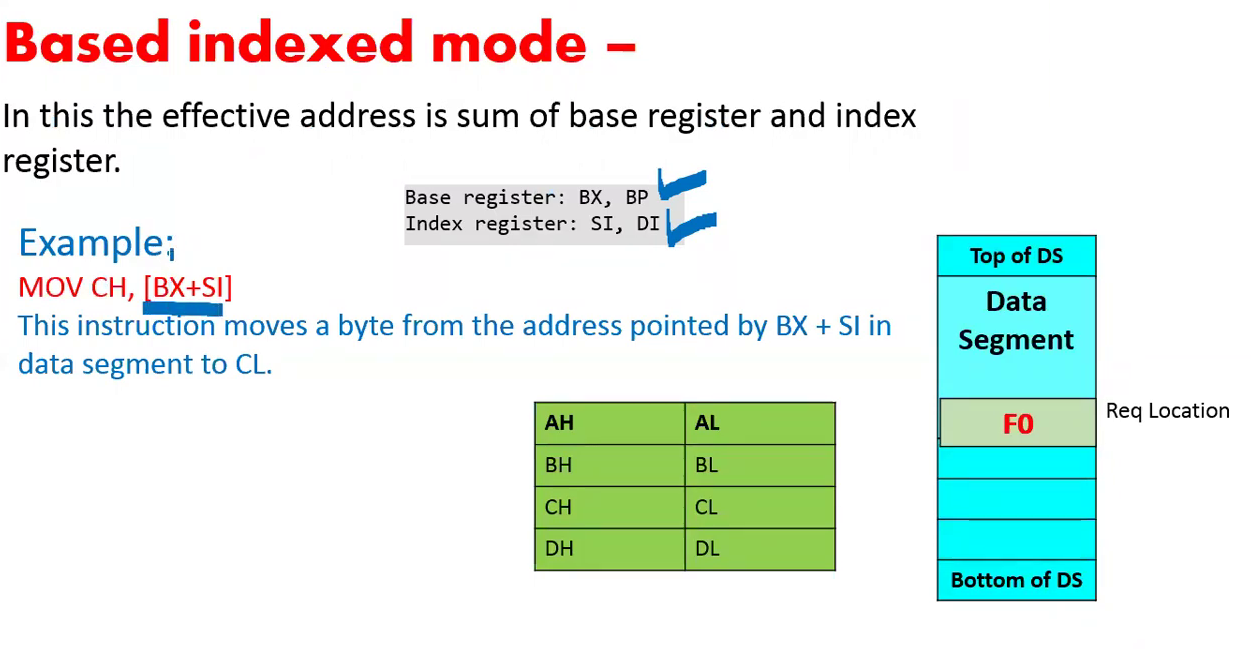 Based indexed mode –
In this the effective address is sum of base register and index
register.
Base register: BX, BP
Index register: SI, DI
Example:
MOV CH, [BX+SI]
This instruction moves a byte from the address pointed by BX + SI in
data segment to CL.
AH AL
BH BL
CH CL
DH DL
Top of DS
Data
Segment
F0
Req Location
Bottom of DS